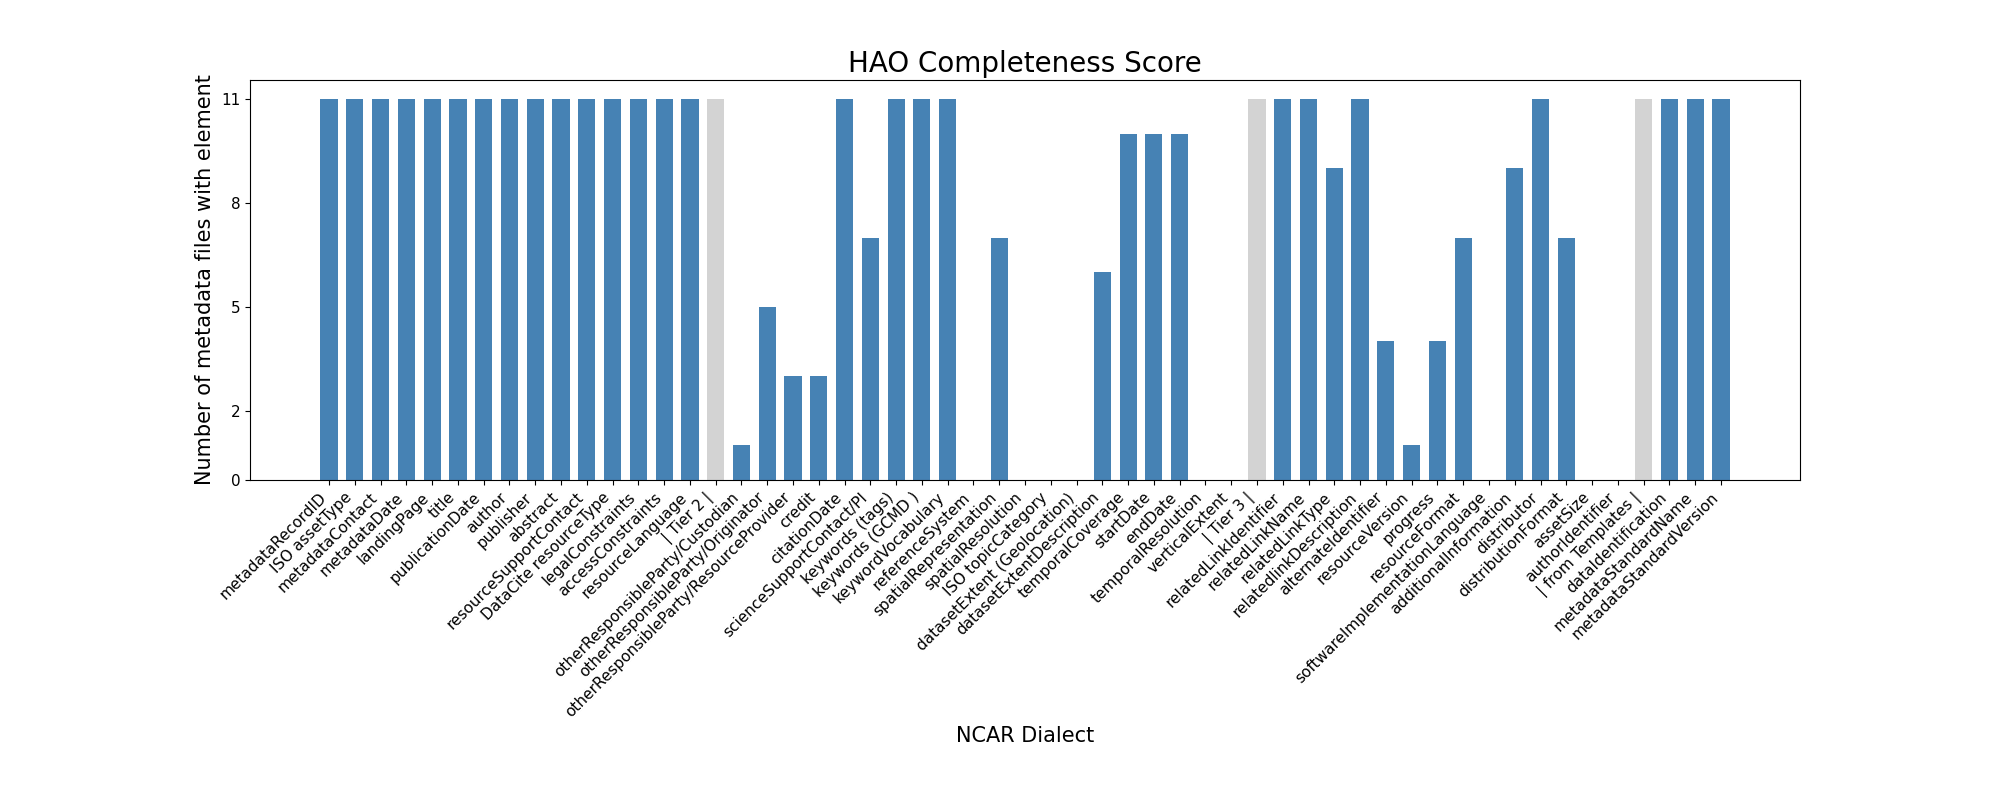 HAO Completeness Score
Number of metadata files with element
11
8
5
2
0
metadataRecordID
ISO assetType
metadataContact
metadataDate
landingPage
title
publicationDate
author
publisher
abstract
resourceSupportContact
DataCite resourceType
legalConstraints
accessConstraints
resourceLanguage
| Tier 2 |
otherResponsibleParty/Custodian
otherResponsibleParty/Originator
otherResponsibleParty/ResourceProvider
credit
citationDate
scienceSupportContact/PI
keywords (tags)
keywords (GCMD )
keywordVocabulary
referenceSystem
spatialRepresentation
spatialResolution
ISO topicCategory
datasetExtent (Geolocation)
datasetExtentDescription
temporalCoverage
startDate
endDate
temporalResolution
verticalExtent
| Tier 3 |
relatedLinkIdentifier
relatedLinkName
relatedLinkType
relatedlinkDescription
alternateIdentifier
resourceVersion
progress
resourceFormat
softwareImplementationLanguage
additionalInformation
distributor
distributionFormat
assetSize
authorIdentifier
| from Templates |
dataIdentification
metadataStandardName
metadataStandardVersion
NCAR Dialect